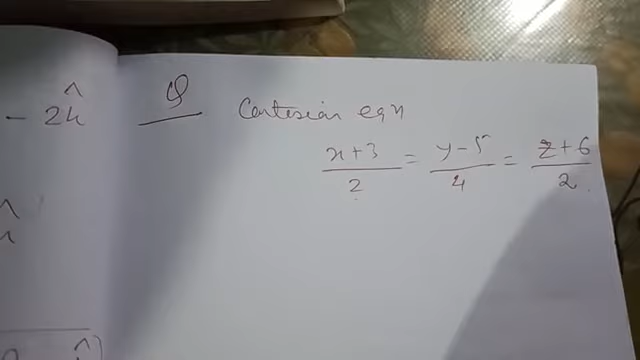 - 2k̂
Q
Cartesian eqn
x+3/2 = y-5/4 = z+6/2